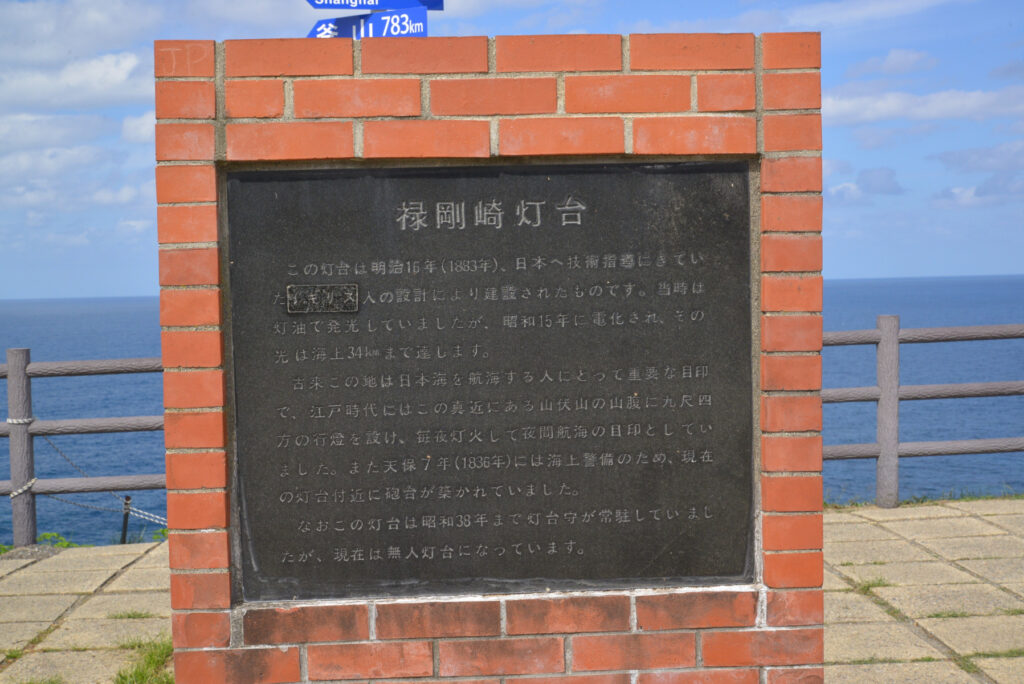 Shanghai
釜山 783km
JP
禄剛崎灯台
この灯台は明治16年(1883年)、日本へ技術指導にきてい
たイギリス人の設計により建設されたものです。当時は
灯油で発光していましたが、昭和15年に電化され、その
光は海上34kmまで達します。
古来この地は日本海を航海する人にとって重要な目印
で、江戸時代にはこの真近にある山伏山の山腹に九尺四
方の行燈を設け、毎夜灯火して夜間航海の目印としてい
ました。また天保7年(1836年)には海上警備のため、現在
の灯台付近に砲台が築かれていました。
なおこの灯台は昭和38年まで灯台守が常駐していまし
たが、現在は無人灯台になっています。